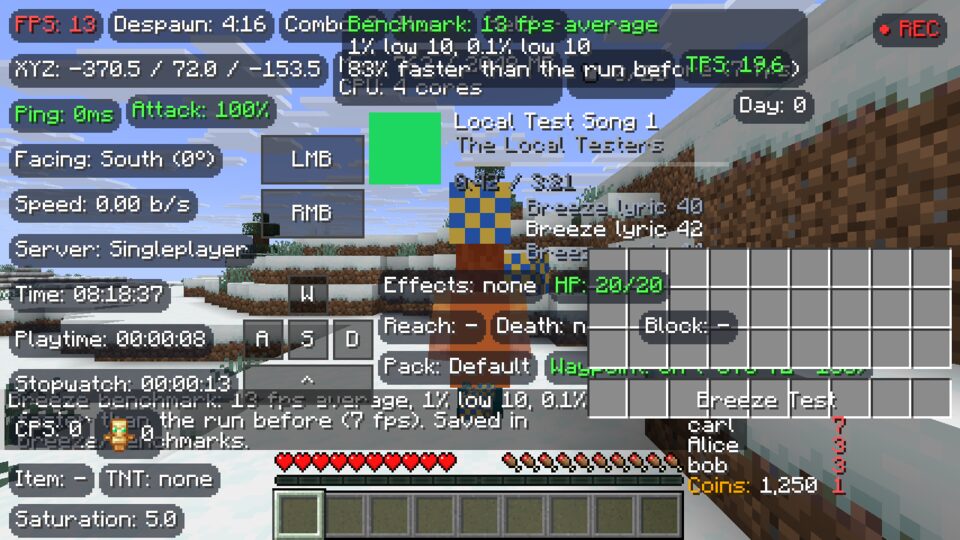 FPS: 13
Despawn: 4:16
Benchmark: 13 fps average
1% low 10, 0.1% low 10
83% faster than the run before (7 fps)
CPU: 4 cores
TPS: 19.6
REC
XYZ: -370.5 / 72.0 / -153.5
Day: 0
Ping: 0ms
Attack: 100%
Local Test Song 1
The Local Testers
3:21
Facing: South (0°)
LMB
RMB
Speed: 0.00 b/s
Breeze lyric 40
Breeze lyric 42
Server: Singleplayer
Effects: none
HP: 20/20
Time: 08:18:37
W
Reach: -
Death:
Block: -
Playtime: 00:00:08
A
S
D
Pack: Default
Stopwatch: 00:00:13
^
Breeze benchmark: 13 fps average, 1% low 10, 0.1%
than the run before (7 fps). Saved in
Breeze Test
CPS: 0
0
carl 7
Alice 3
bob 3
Coins: 1,250 1
Item: -
TNT: none
Saturation: 5.0